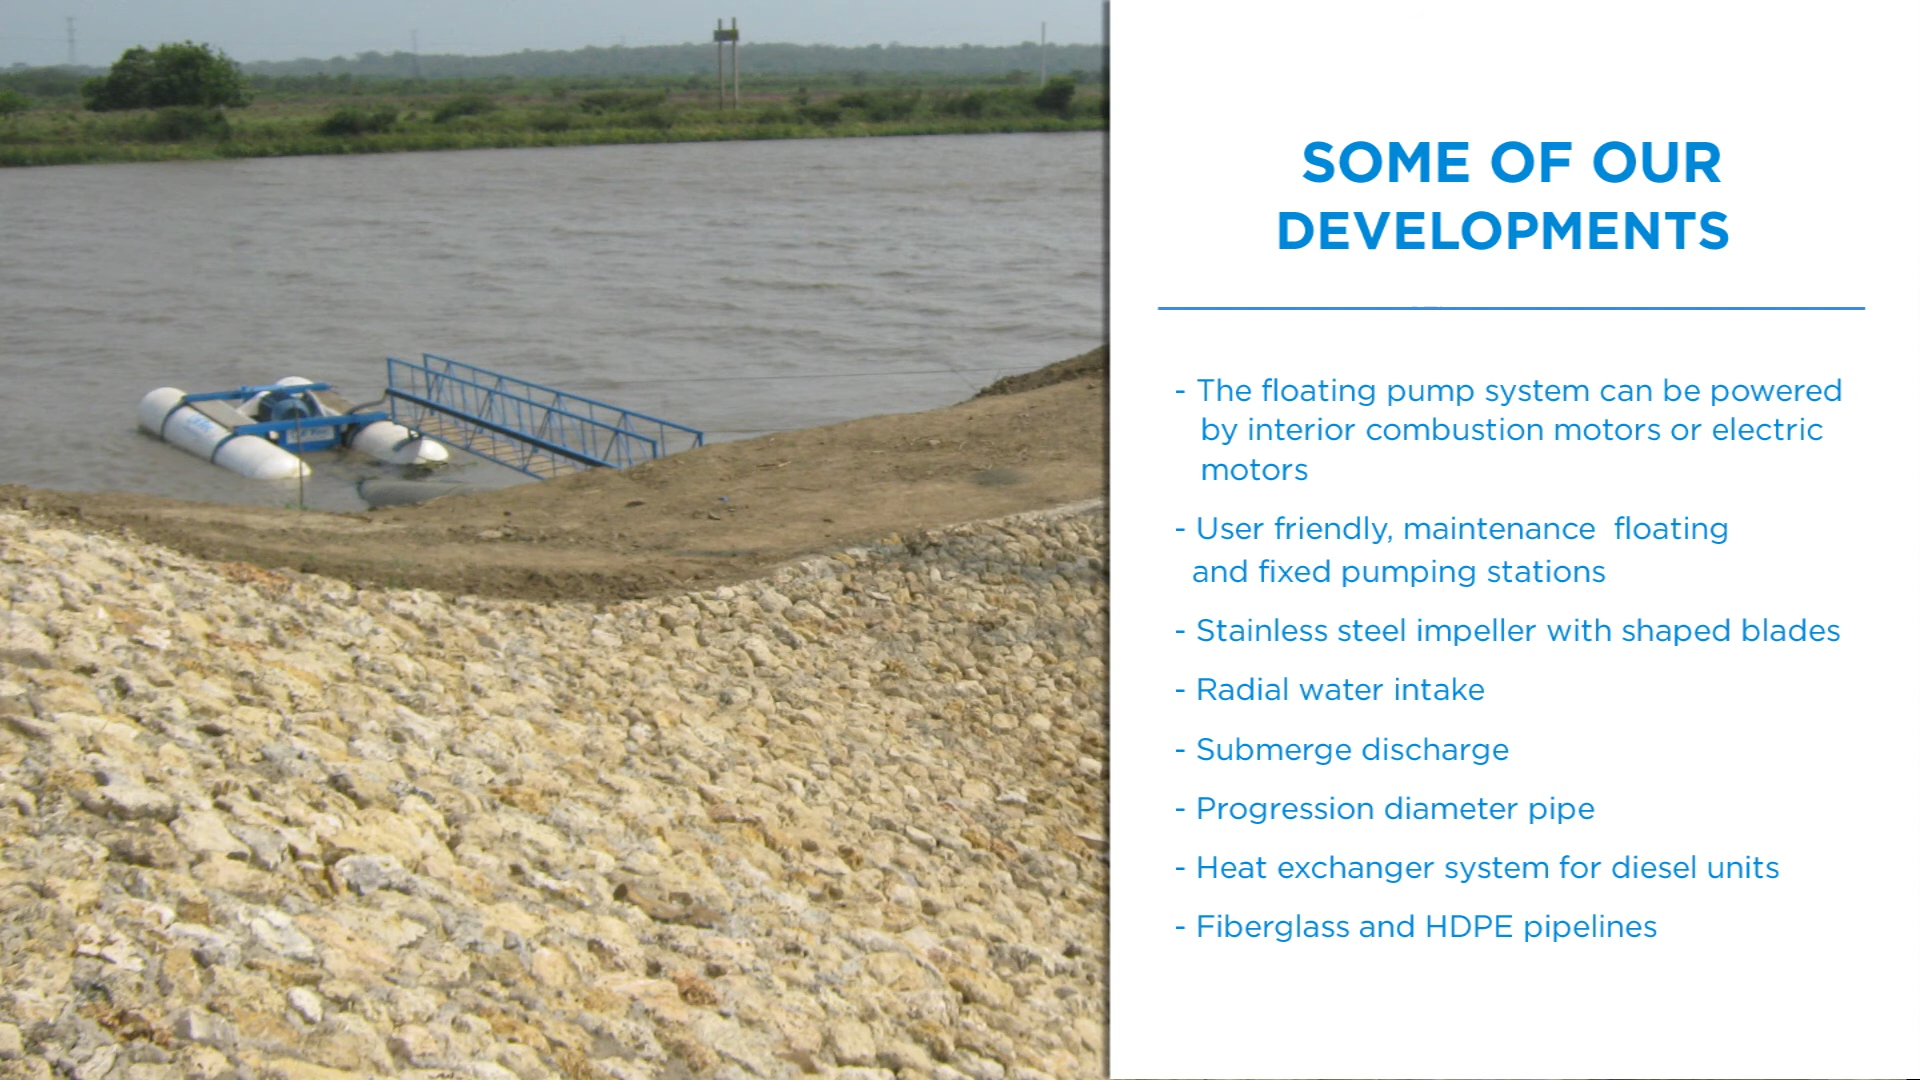 SOME OF OUR
DEVELOPMENTS
- The floating pump system can be powered
by interior combustion motors or electric
motors
- User friendly, maintenance  floating
and fixed pumping stations
- Stainless steel impeller with shaped blades
- Radial water intake
- Submerge discharge
- Progression diameter pipe
- Heat exchanger system for diesel units
- Fiberglass and HDPE pipelines